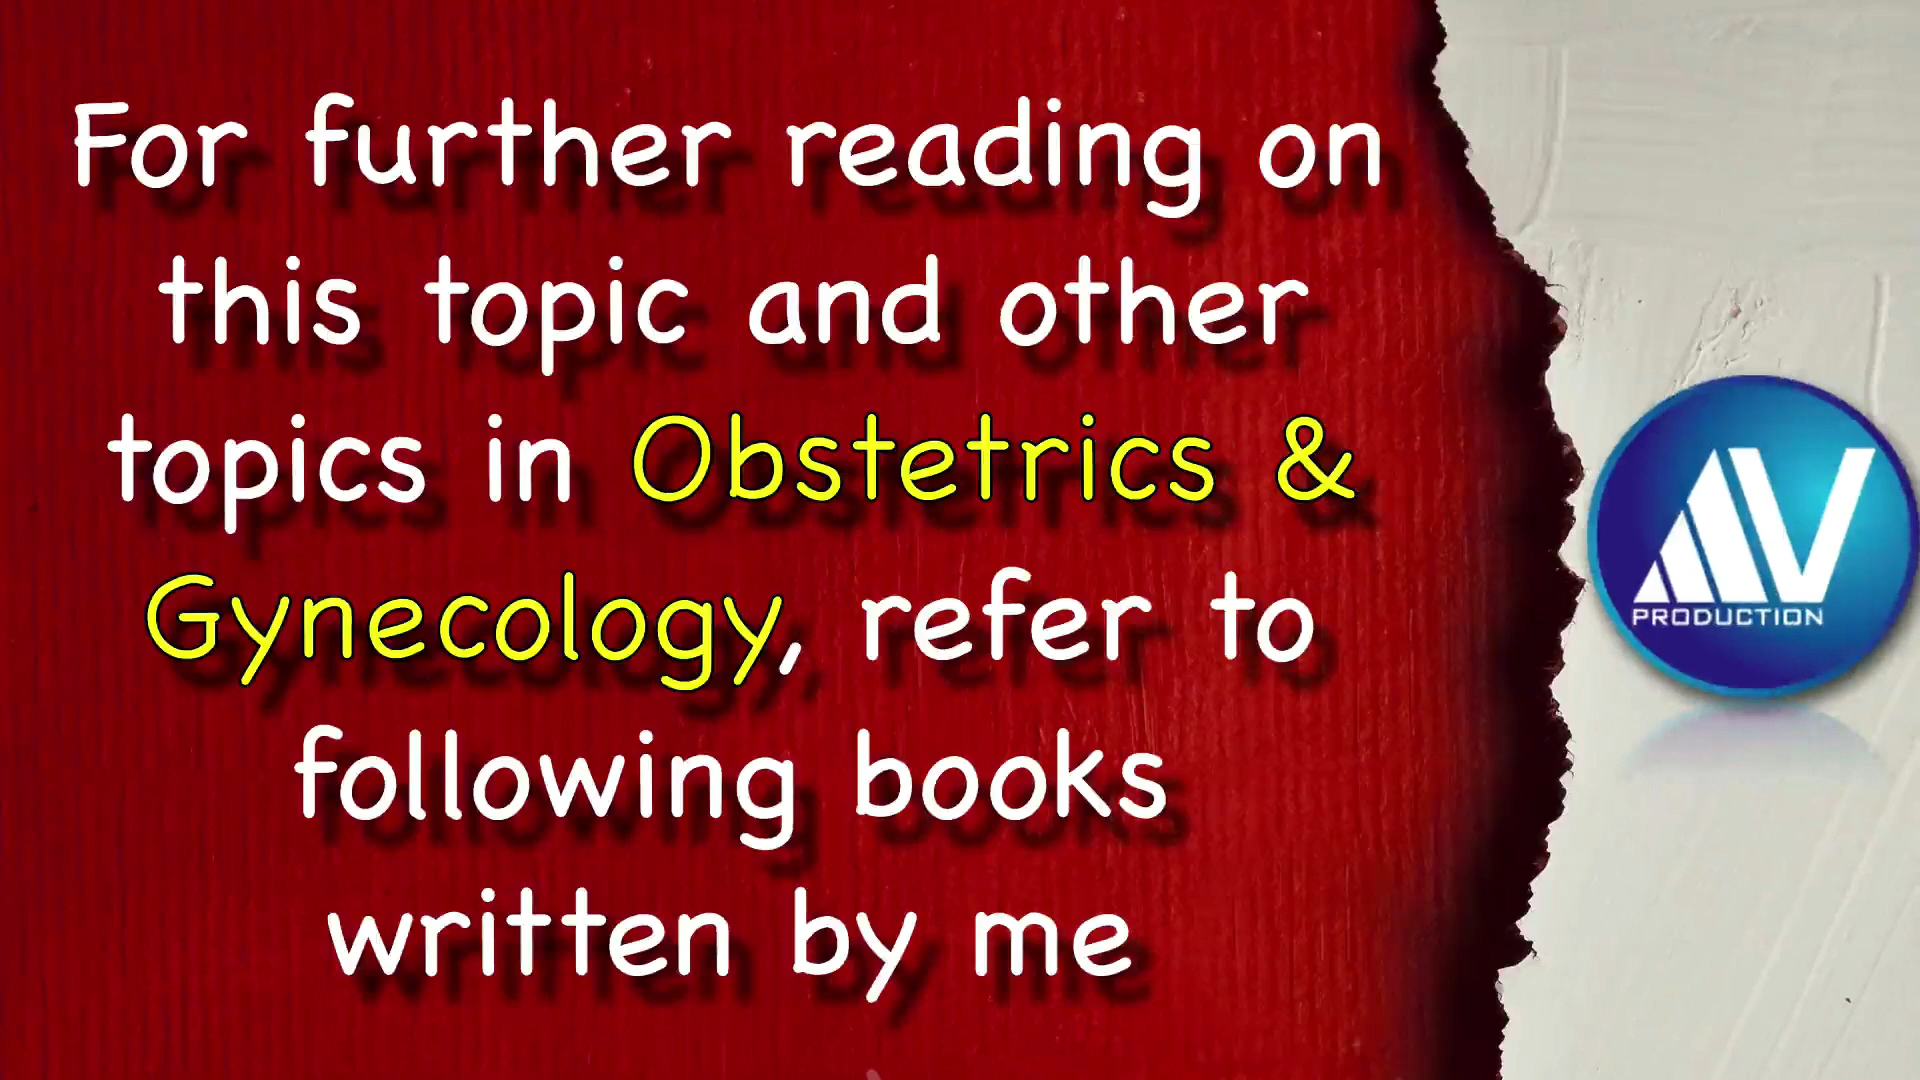 For further reading on
this topic and other
topics in Obstetrics &
Gynecology, refer to
following books
written by me
AV
PRODUCTION